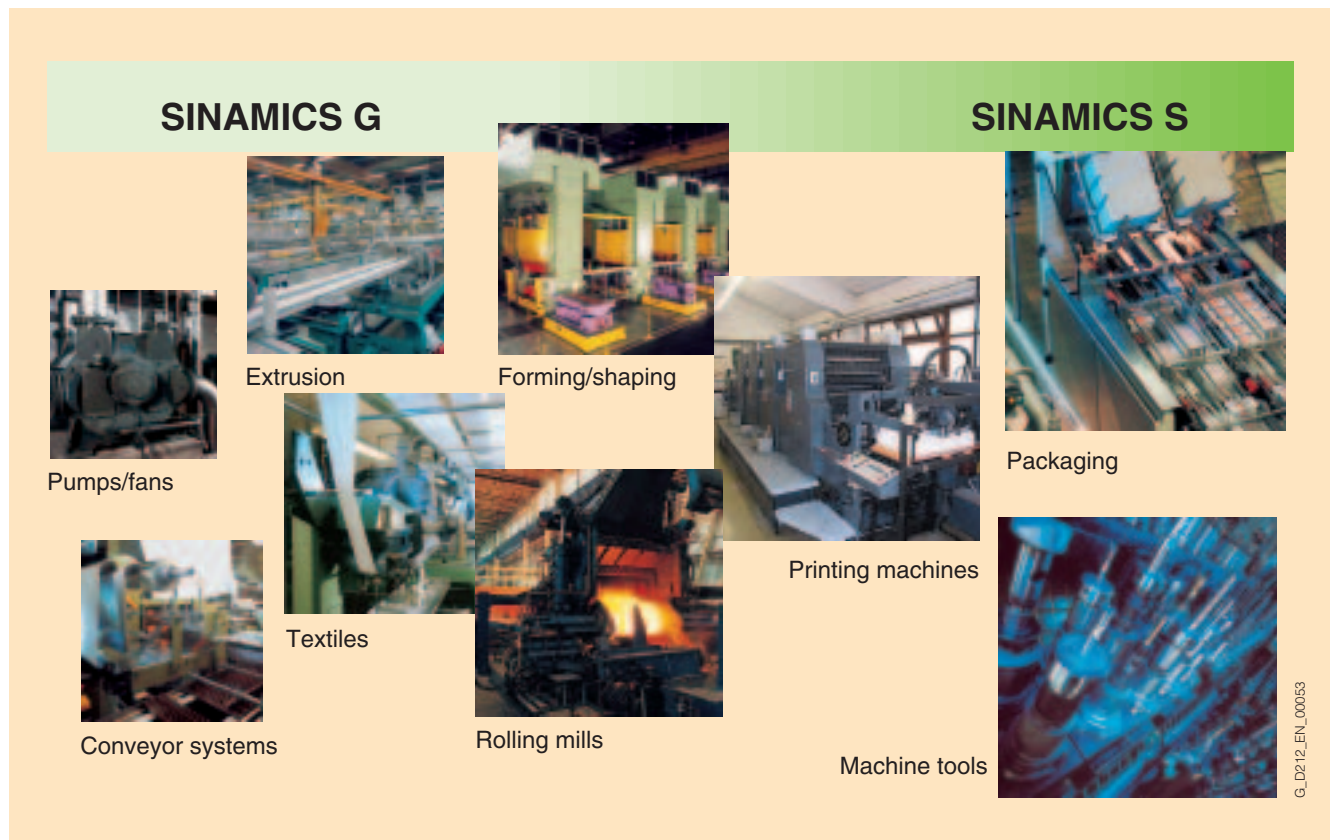 SINAMICS G
SINAMICS S
Extrusion
Forming/shaping
Pumps/fans
Packaging
Printing machines
Textiles
Conveyor systems
Rolling mills
Machine tools
G_D212_EN_00053